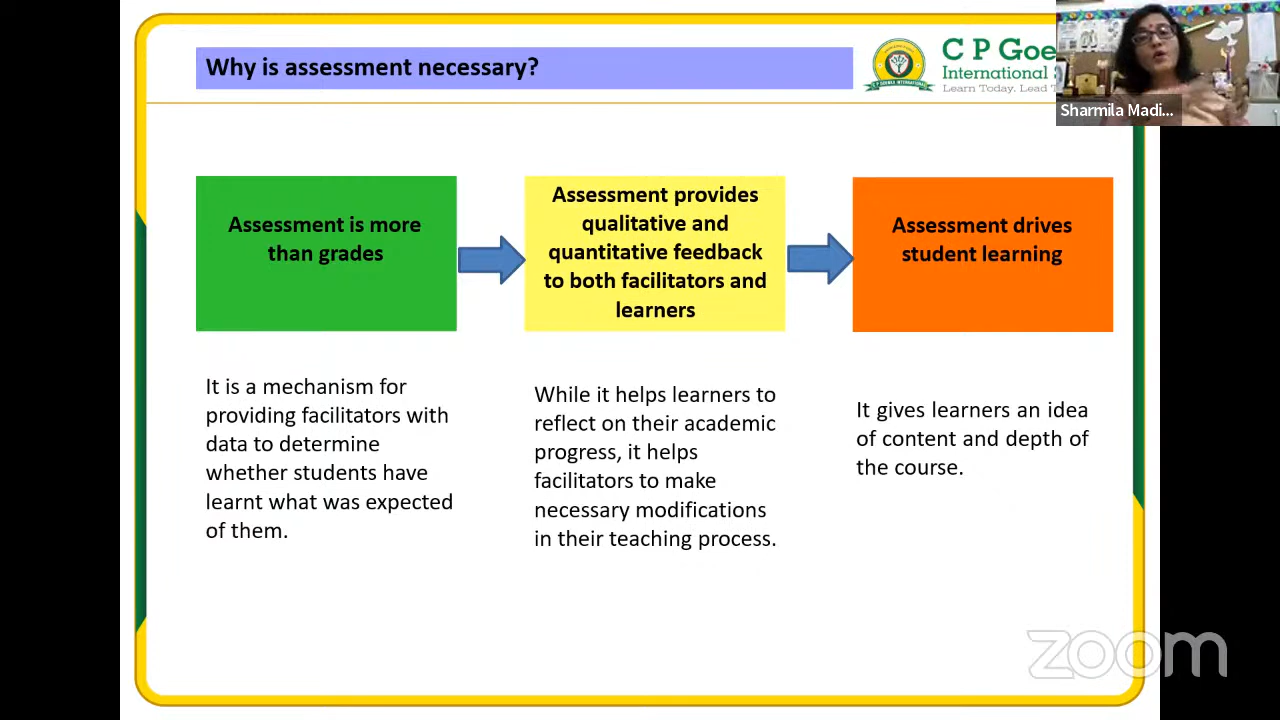 Why is assessment necessary?
C P Goe
International
Learn Today. Lead T
Sharmila Madi...
Assessment is more
than grades
Assessment provides
qualitative and
quantitative feedback
to both facilitators and
learners
Assessment drives
student learning
It is a mechanism for
providing facilitators with
data to determine
whether students have
learnt what was expected
of them.
While it helps learners to
reflect on their academic
progress, it helps
facilitators to make
necessary modifications
in their teaching process.
It gives learners an idea
of content and depth of
the course.
zoom